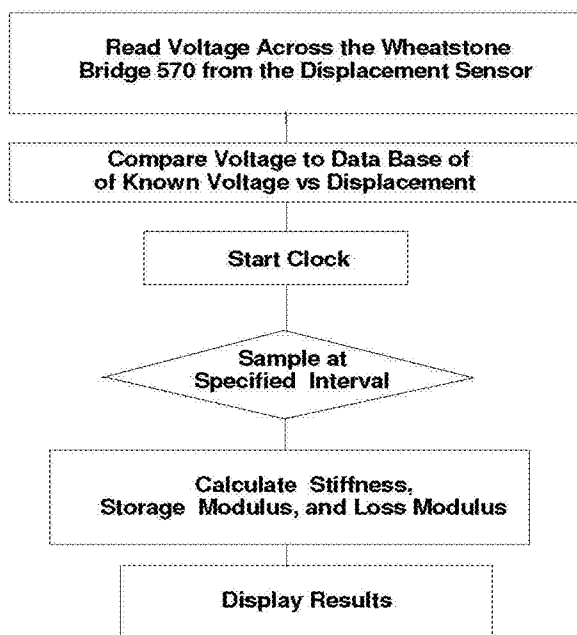 Read Voltage Across the Wheatstone
Bridge 570 from the Displacement Sensor
Compare Voltage to Data Base of
of Known Voltage vs Displacement
Start Clock
Sample at
Specified Interval
Calculate Stiffness,
Storage Modulus, and Loss Modulus
Display Results